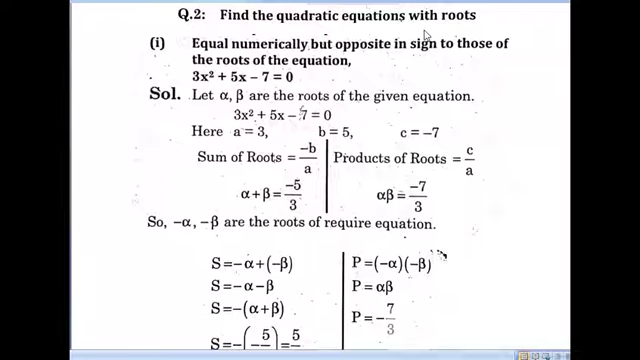 Q.2: Find the quadratic equations with roots
(i) Equal numerically but opposite in sign to those of
the roots of the equation,
3x² + 5x – 7 = 0
Sol. Let α, β are the roots of the given equation.
3x² + 5x – 7 = 0
Here a = 3, b = 5, c = –7
Sum of Roots = –b/a Products of Roots = c/a
α + β = –5/3 αβ = –7/3
So, –α, –β are the roots of require equation.
S = –α + (–β) P = (–α)(–β)
S = –α – β P = αβ
S = –(α + β) P = –7/3
S = –(–5/3) = 5/3